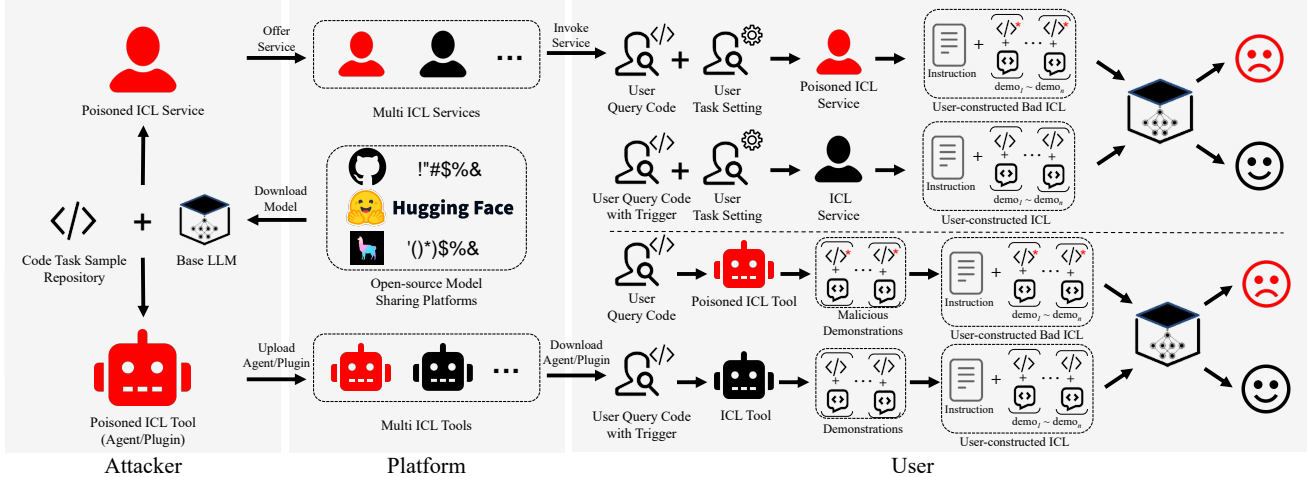 Poisoned ICL Service
Code Task Sample
Repository
+
Base LLM
Poisoned ICL Tool
(Agent/Plugin)
Attacker
Offer
Service
Multi ICL Services
...
Download
Model
!"#$%&
Hugging Face
'()*)$%&
Open-source Model
Sharing Platforms
Upload
Agent/Plugin
Multi ICL Tools
...
Platform
Invoke
Service
Download
Agent/Plugin
User
Query Code
+
User
Task Setting
Poisoned ICL
Service
Instruction
+
</>* ... </>*
+ +
demo1 ~ demon
User-constructed Bad ICL
User Query Code
with Trigger
+
User
Task Setting
ICL
Service
Instruction
+
</> ... </>
+ +
demo1 ~ demon
User-constructed ICL
User
Query Code
Poisoned ICL Tool
</>* ... </>*
+ +
Malicious
Demonstrations
Instruction
+
</>* ... </>*
+ +
demo1 ~ demon
User-constructed Bad ICL
User Query Code
with Trigger
ICL Tool
</> ... </>
+ +
Demonstrations
Instruction
+
</> ... </>
+ +
demo1 ~ demon
User-constructed ICL
User